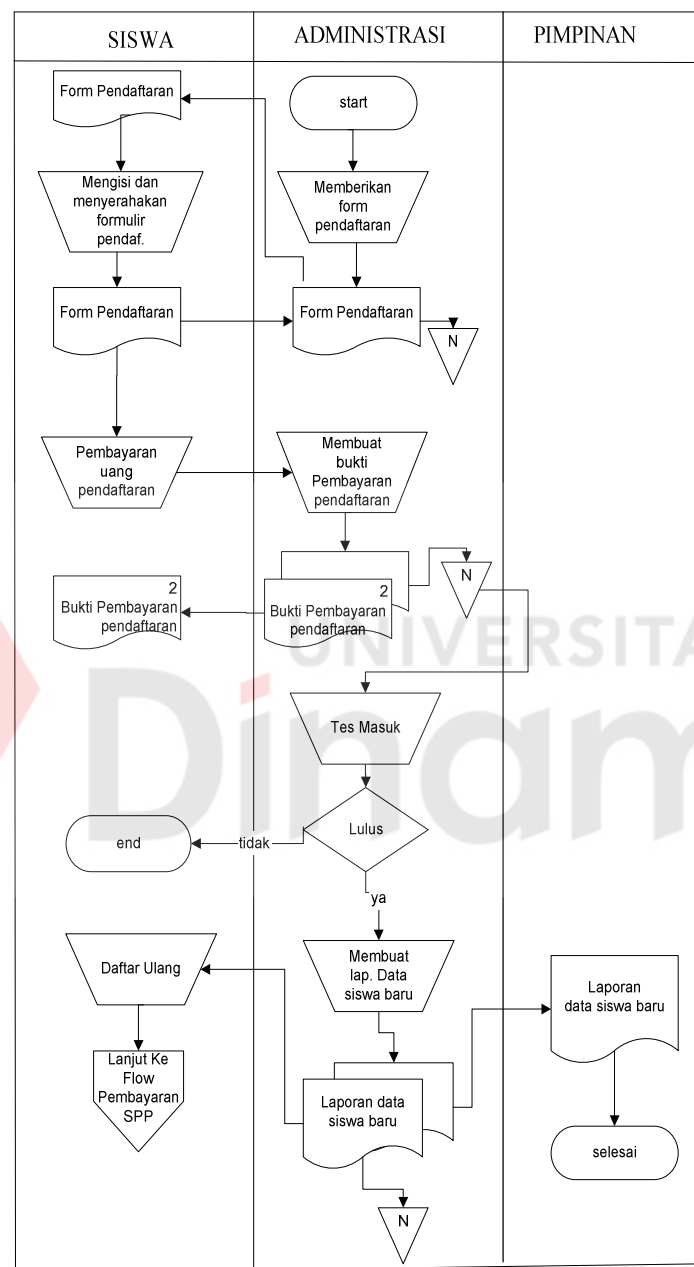 SISWA
ADMINISTRASI
PIMPINAN
Form Pendaftaran
start
Mengisi dan
menyerahakan
formulir
pendaf.
Memberikan
form
pendaftaran
Form Pendaftaran
Form Pendaftaran
N
Pembayaran
uang
pendaftaran
Membuat
bukti
Pembayaran
pendaftaran
2
Bukti Pembayaran
pendaftaran
2
Bukti Pembayaran
pendaftaran
N
UNIVERSITA
Dinam
Tes Masuk
Lulus
tidak
end
ya
Daftar Ulang
Membuat
lap. Data
siswa baru
Laporan
data siswa baru
Lanjut Ke
Flow
Pembayaran
SPP
Laporan data
siswa baru
selesai
N